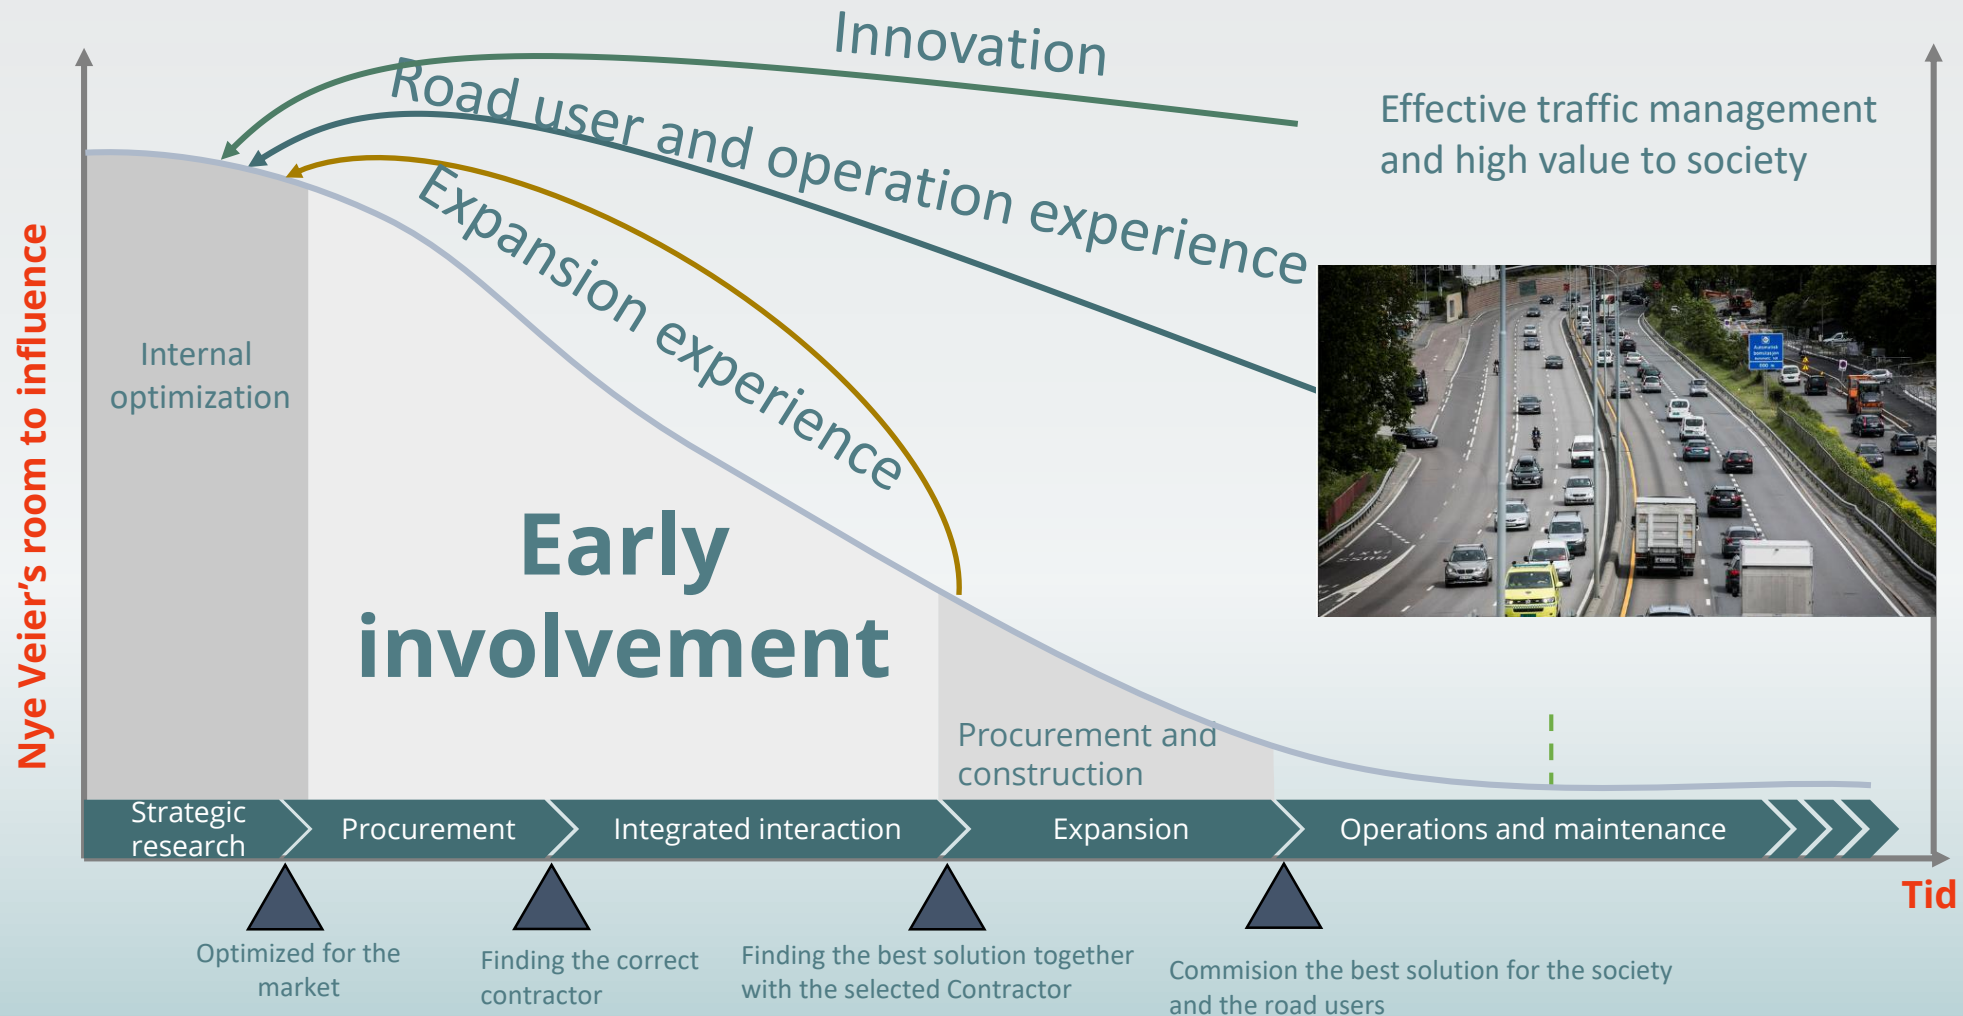 Innovation
Road user and operation experience
Expansion experience
Effective traffic management
and high value to society
Nye Veier's room to influence
Internal
optimization
Early
involvement
Procurement and
construction
Strategic
research
Procurement
Integrated interaction
Expansion
Operations and maintenance
Tid
Optimized for the
market
Finding the correct
contractor
Finding the best solution together
with the selected Contractor
Commision the best solution for the society
and the road users